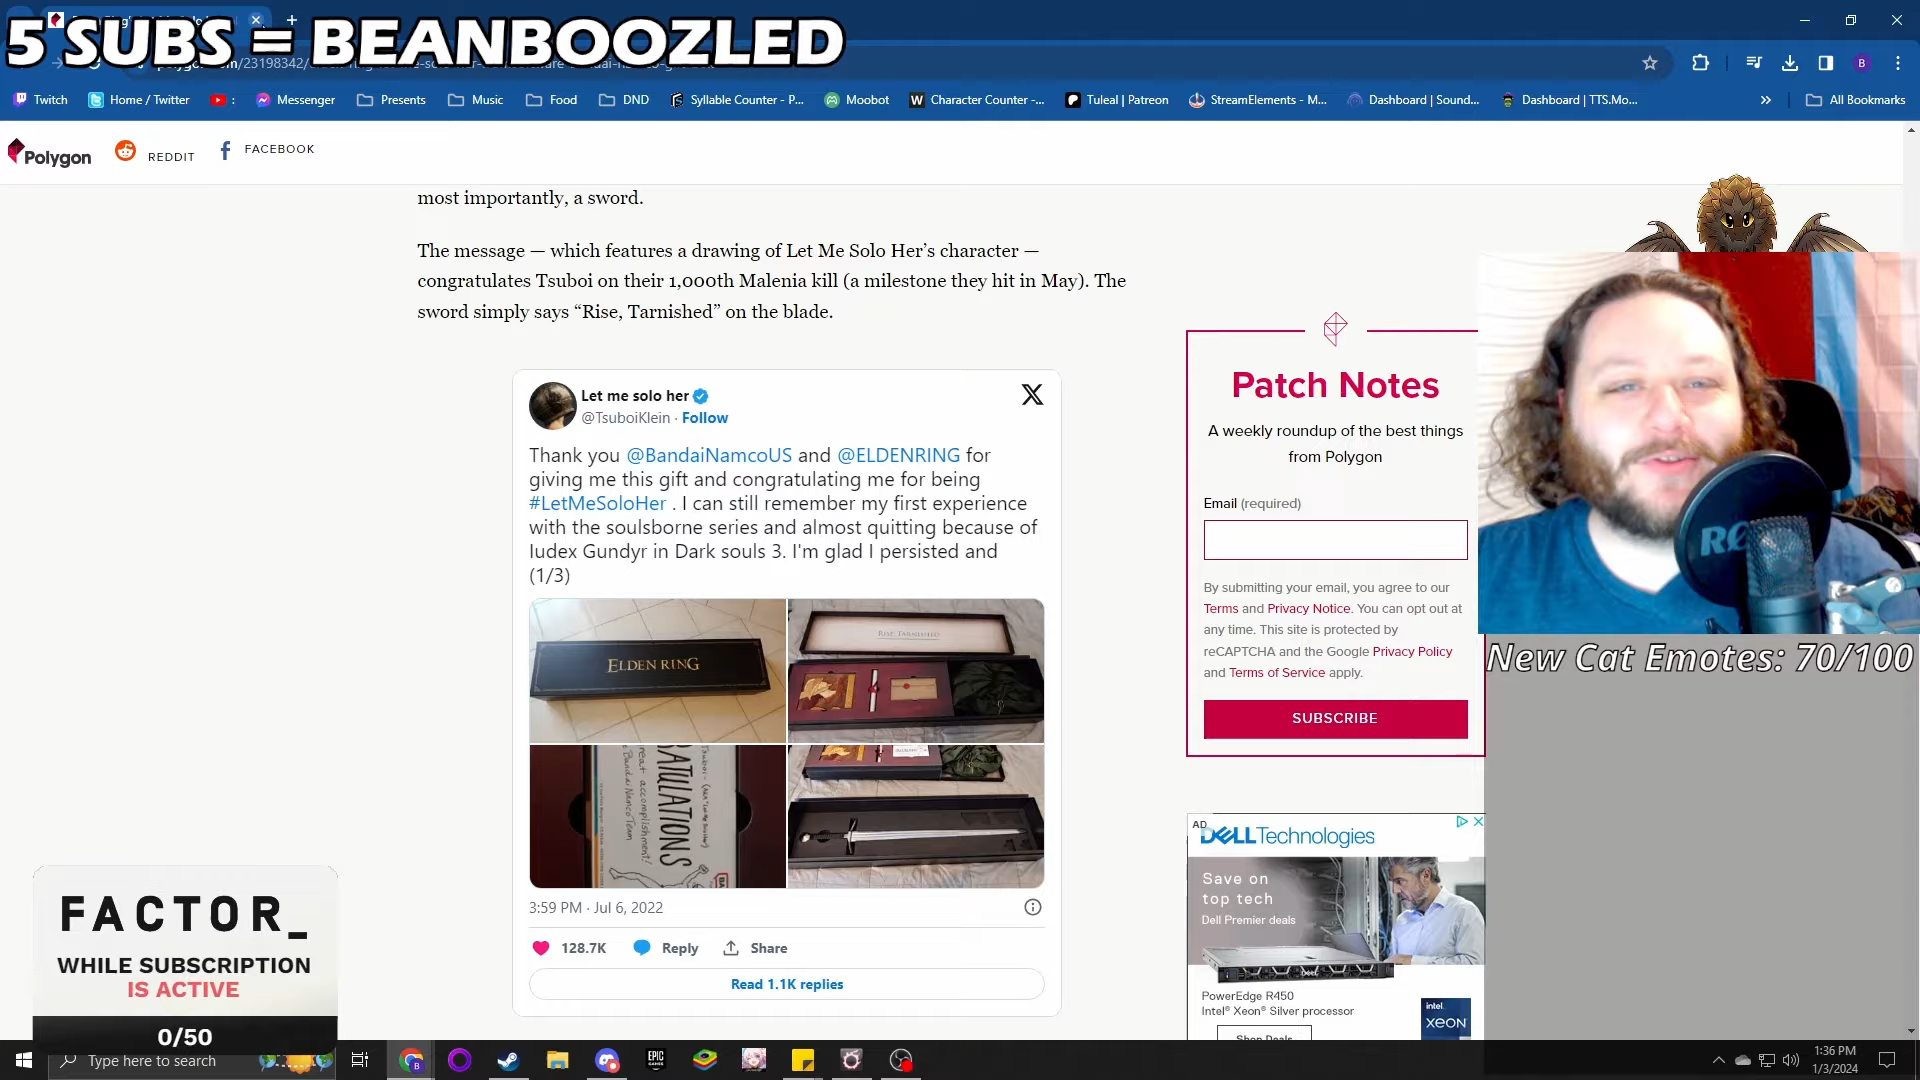 5 SUBS = BEANBOOZLED
Twitch
Home / Twitter
:
Messenger
Presents
Music
Food
DND
Syllable Counter - P...
Moobot
Character Counter -...
Tuleal | Patreon
StreamElements - M...
Dashboard | Sound...
Dashboard | TTS.Mo...
»
All Bookmarks
Polygon
REDDIT
FACEBOOK
most importantly, a sword.
The message — which features a drawing of Let Me Solo Her’s character —
congratulates Tsuboi on their 1,000th Malenia kill (a milestone they hit in May). The
sword simply says “Rise, Tarnished” on the blade.
Let me solo her
@TsuboiKlein · Follow
Thank you @BandaiNamcoUS and @ELDENRING for
giving me this gift and congratulating me for being
#LetMeSoloHer . I can still remember my first experience
with the soulsborne series and almost quitting because of
Iudex Gundyr in Dark souls 3. I'm glad I persisted and
(1/3)
ELDEN RING
RISE, TARNISHED
3:59 PM · Jul 6, 2022
128.7K
Reply
Share
Read 1.1K replies
Patch Notes
A weekly roundup of the best things
from Polygon
Email (required)
By submitting your email, you agree to our
Terms and Privacy Notice. You can opt out at
any time. This site is protected by
reCAPTCHA and the Google Privacy Policy
and Terms of Service apply.
SUBSCRIBE
New Cat Emotes: 70/100
AD
DELL Technologies
Save on
top tech
Dell Premier deals
PowerEdge R450
Intel® Xeon® Silver processor
Shop Deals
intel
XEON
FACTOR_
WHILE SUBSCRIPTION
IS ACTIVE
0/50
Type here to search
EPIC
GAMES
1:36 PM
1/3/2024